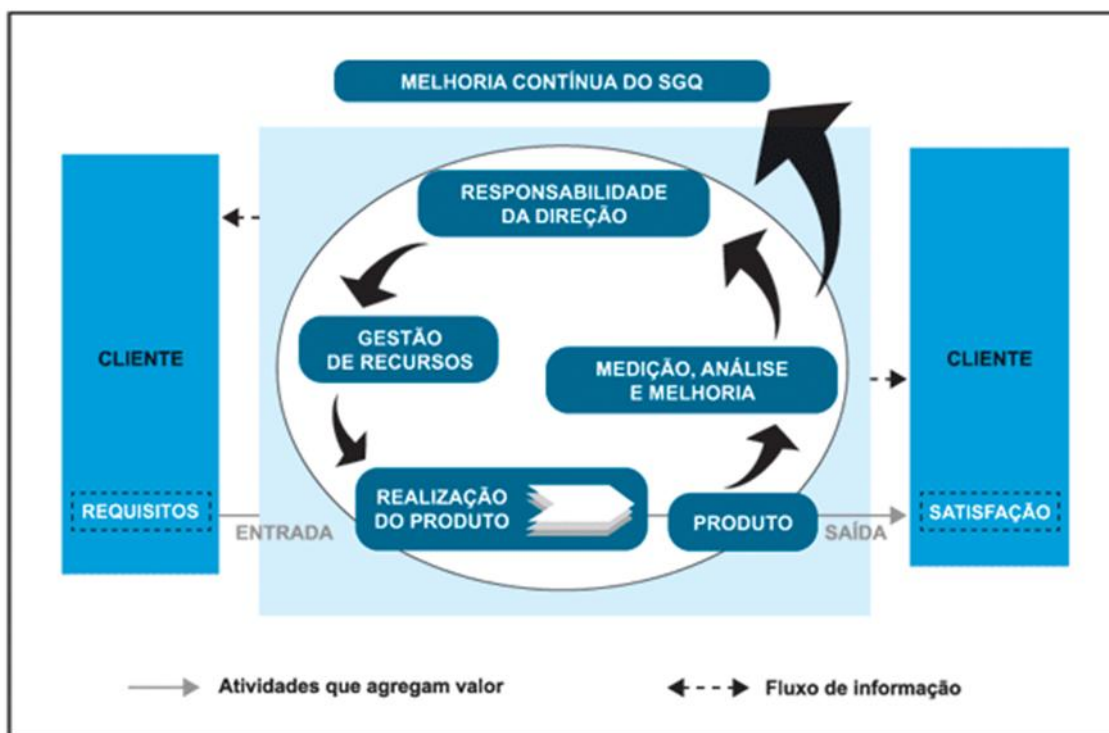 MELHORIA CONTÍNUA DO SGQ
RESPONSABILIDADE
DA DIREÇÃO
GESTÃO
DE RECURSOS
CLIENTE
MEDIÇÃO, ANÁLISE
E MELHORIA
CLIENTE
REQUISITOS
ENTRADA
REALIZAÇÃO
DO PRODUTO
PRODUTO
SAÍDA
SATISFAÇÃO
Atividades que agregam valor
Fluxo de informação